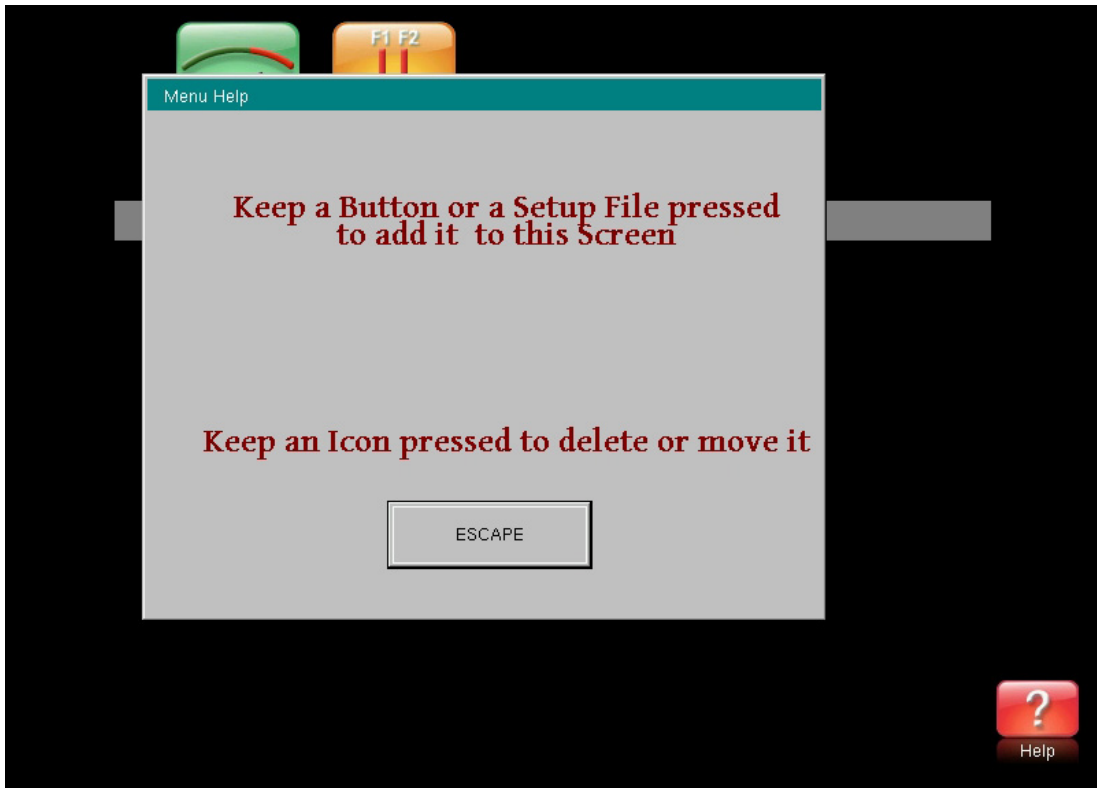 F1 F2
Menu Help
Keep a Button or a Setup File pressed
to add it to this Screen
Keep an Icon pressed to delete or move it
ESCAPE
?
Help